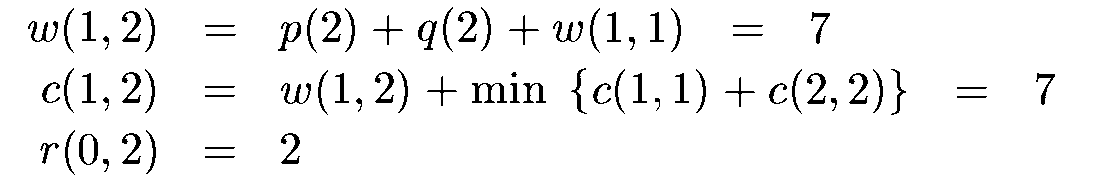 w(1,2) = p(2) + q(2) + w(1,1) = 7
c(1,2) = w(1,2) + min {c(1,1) + c(2,2)} = 7
r(0,2) = 2